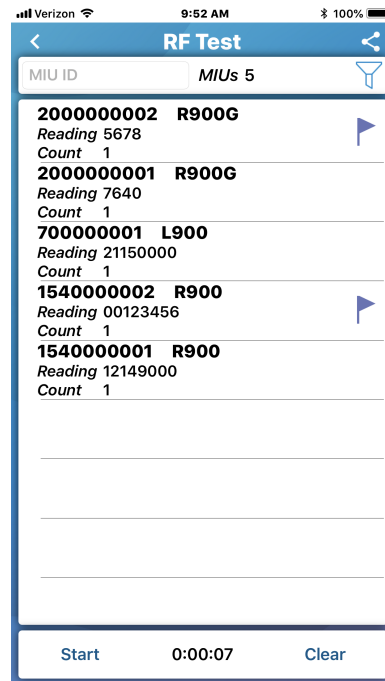 Verizon 9:52 AM 100%
RF Test
MIU ID MIUs 5
2000000002 R900G
Reading 5678
Count 1
2000000001 R900G
Reading 7640
Count 1
700000001 L900
Reading 21150000
Count 1
1540000002 R900
Reading 00123456
Count 1
1540000001 R900
Reading 12149000
Count 1
Start 0:00:07 Clear